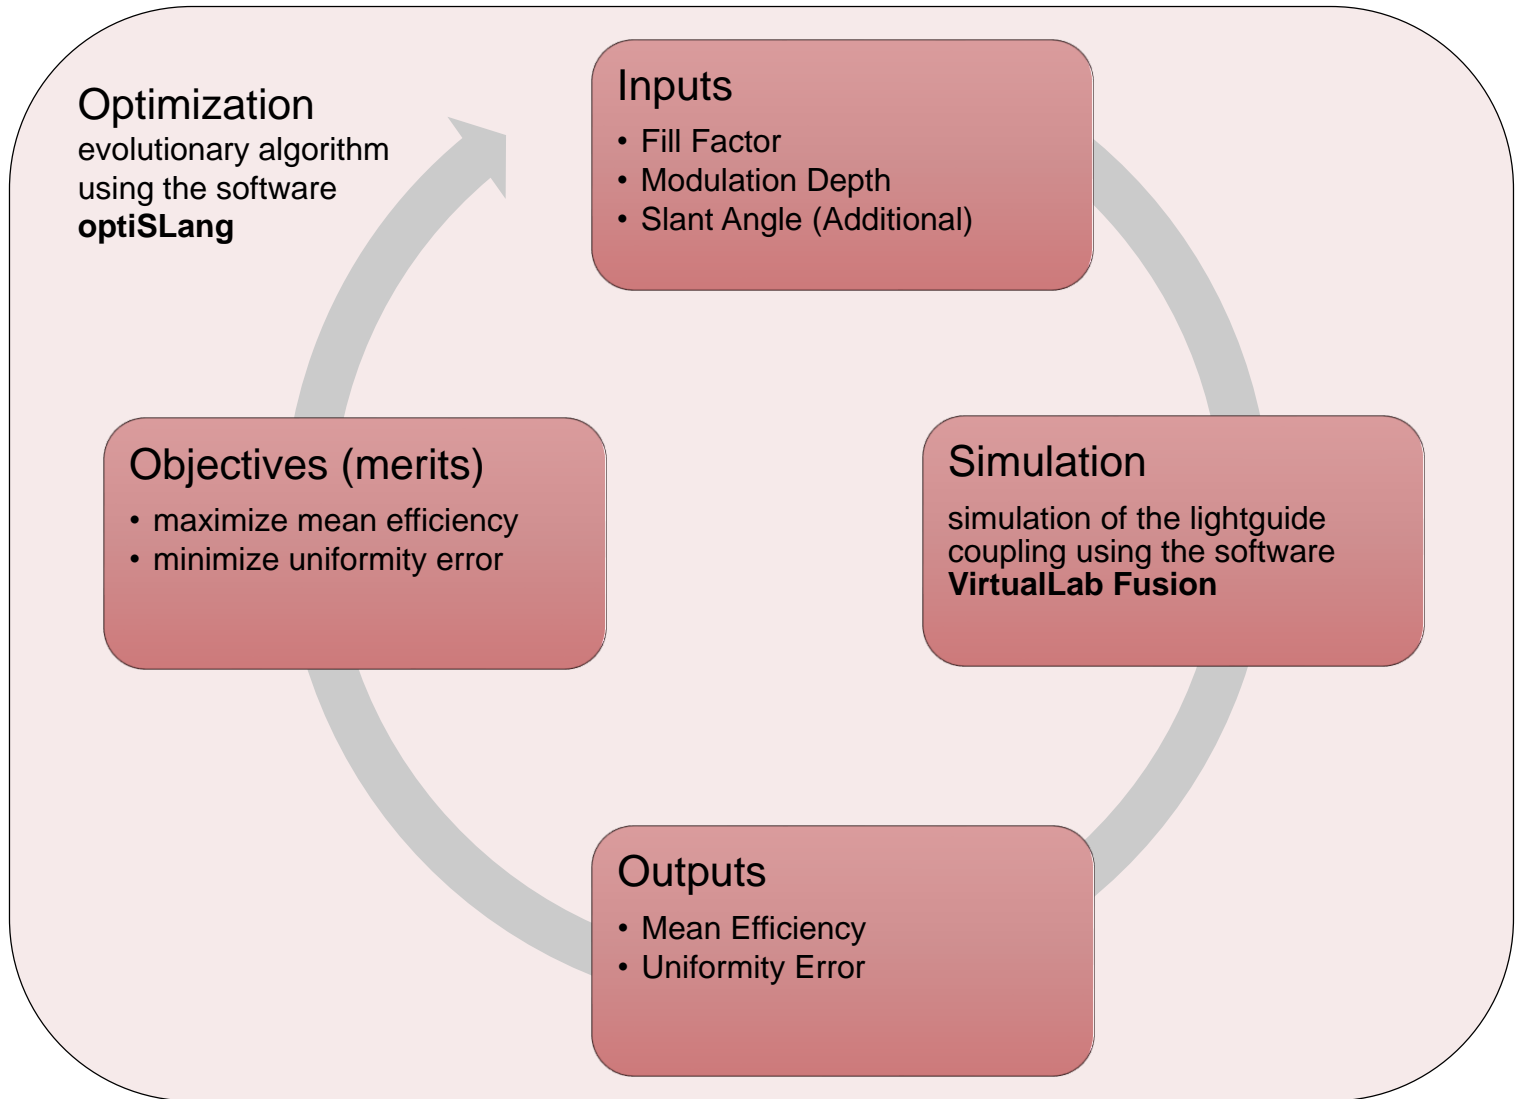 Optimization
evolutionary algorithm
using the software
optiSLang
Inputs
• Fill Factor
• Modulation Depth
• Slant Angle (Additional)
Objectives (merits)
• maximize mean efficiency
• minimize uniformity error
Simulation
simulation of the lightguide
coupling using the software
VirtualLab Fusion
Outputs
• Mean Efficiency
• Uniformity Error